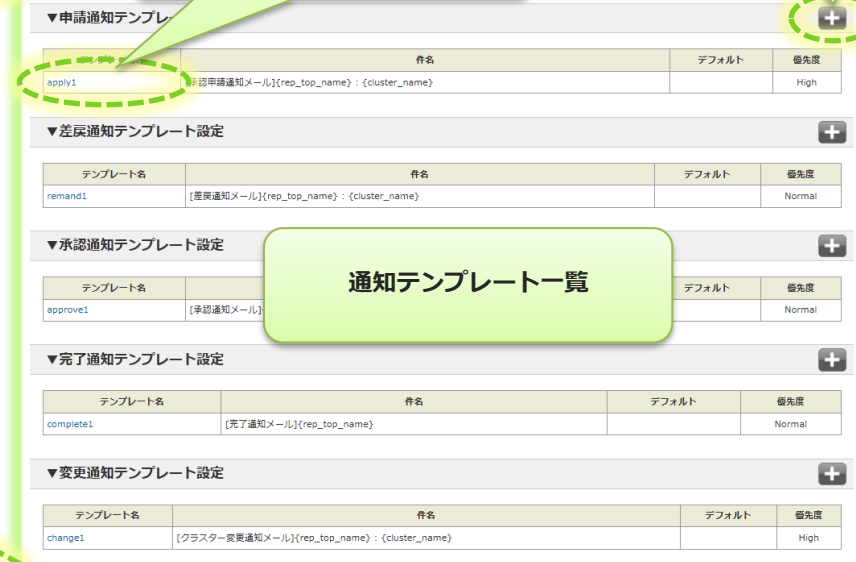 ▼申請通知テンプレ
テンプレート名 件名 デフォルト 優先度
apply1 [承認申請通知メール]{rep_top_name} : {cluster_name} High
▼差戻通知テンプレート設定
テンプレート名 件名 デフォルト 優先度
remand1 [差戻通知メール]{rep_top_name} : {cluster_name} Normal
▼承認通知テンプレート設定
テンプレート名 デフォルト 優先度
approve1 [承認通知メール] Normal
通知テンプレート一覧
▼完了通知テンプレート設定
テンプレート名 件名 デフォルト 優先度
complete1 [完了通知メール]{rep_top_name} Normal
▼変更通知テンプレート設定
テンプレート名 件名 デフォルト 優先度
change1 [クラスター変更通知メール]{rep_top_name} : {cluster_name} High